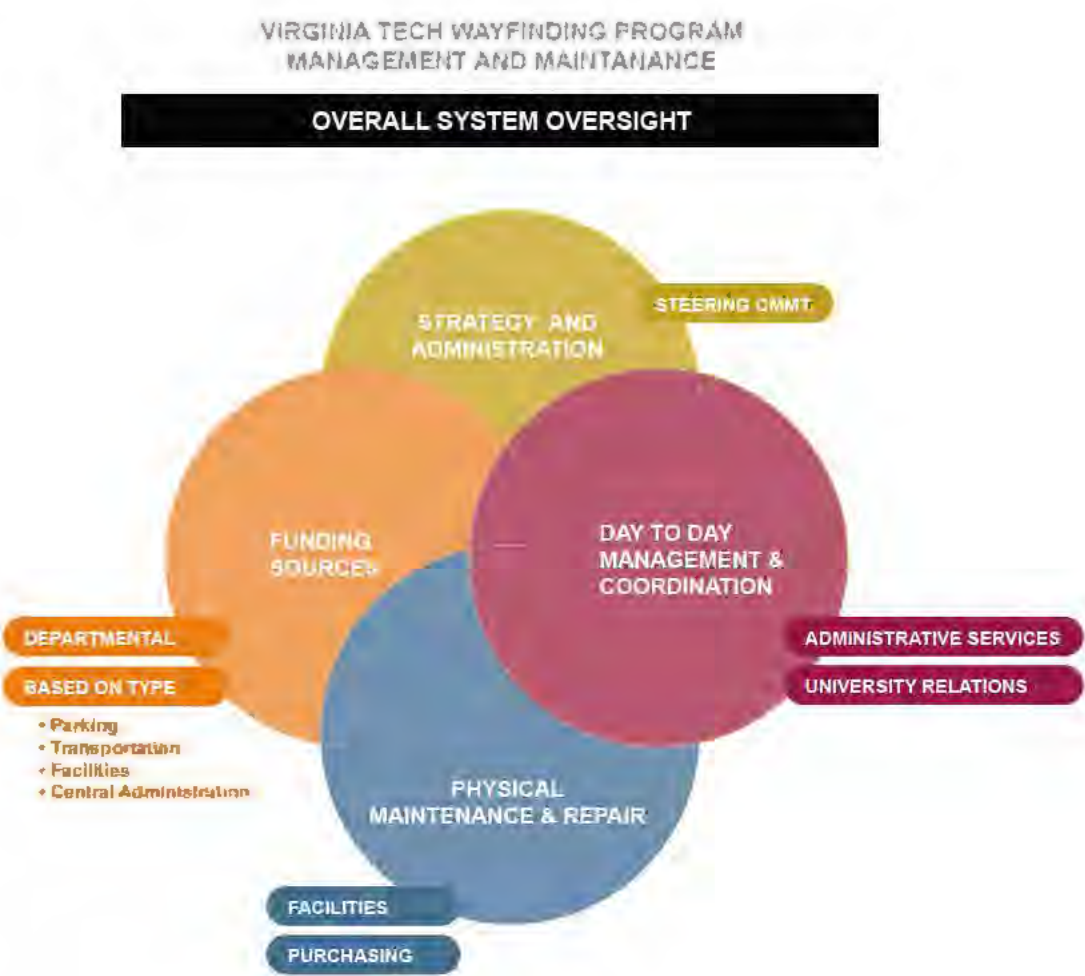 VIRGINIA TECH WAYFINDING PROGRAM
MANAGEMENT AND MAINTANANCE
OVERALL SYSTEM OVERSIGHT
STRATEGY AND
ADMINISTRATION
STEERING CMMT
FUNDING
SOURCES
DAY TO DAY
MANAGEMENT &
COORDINATION
DEPARTMENTAL
BASED ON TYPE
• Parking
• Transportation
• Facilities
• Central Administration
ADMINISTRATIVE SERVICES
UNIVERSITY RELATIONS
PHYSICAL
MAINTENANCE & REPAIR
FACILITIES
PURCHASING